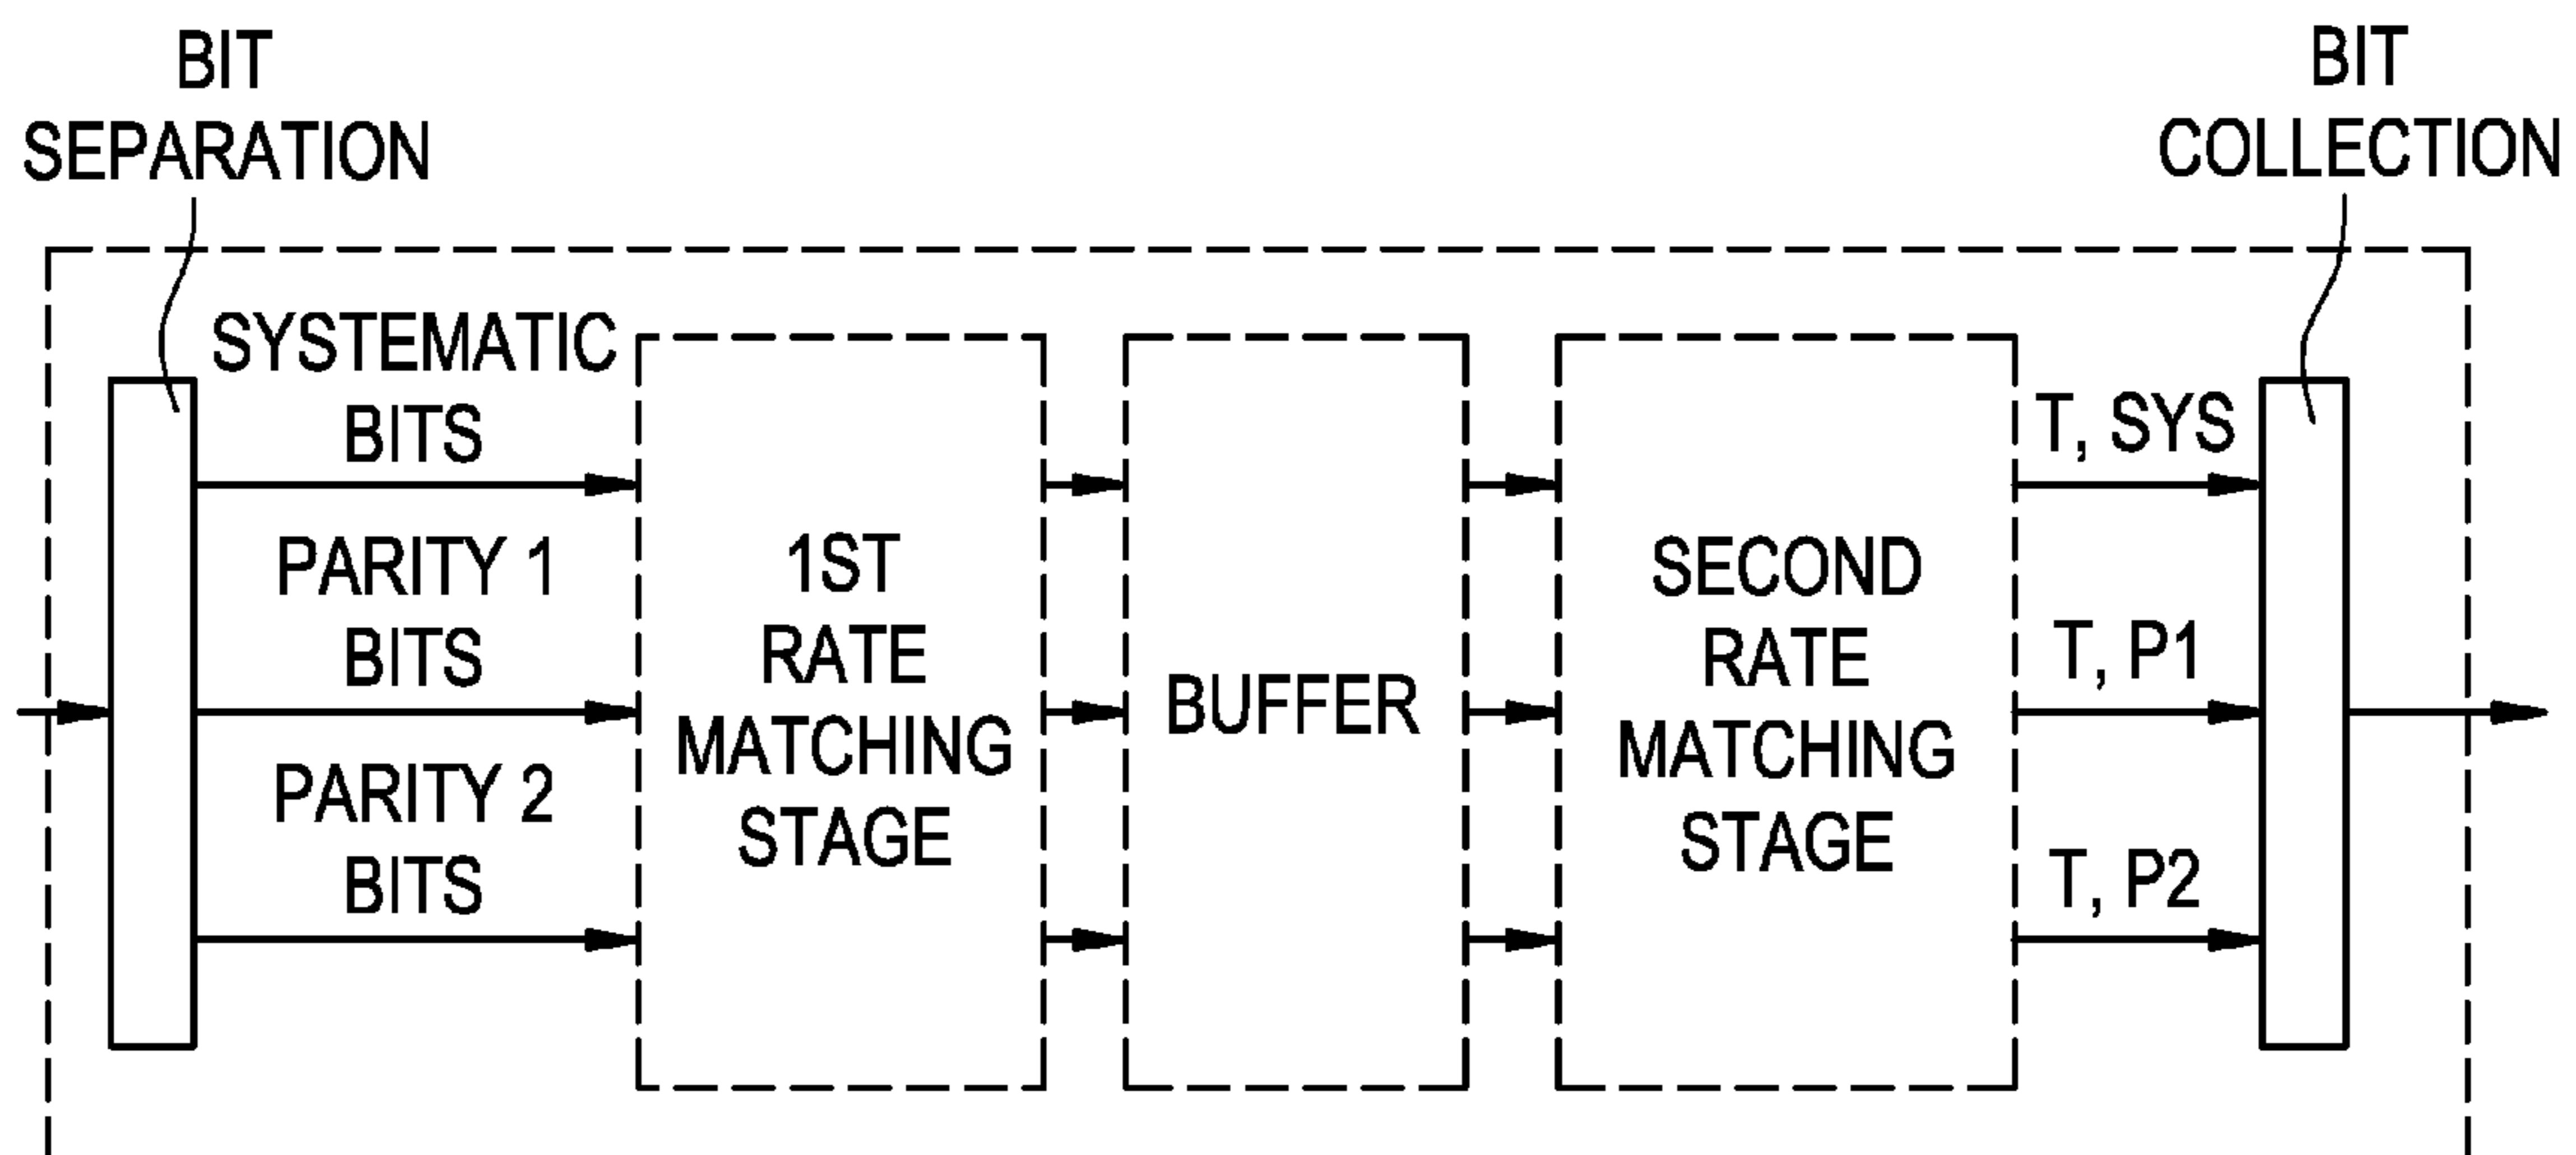 BIT
SEPARATION
BIT
COLLECTION
SYSTEMATIC
BITS
PARITY 1
BITS
PARITY 2
BITS
1ST
RATE
MATCHING
STAGE
BUFFER
SECOND
RATE
MATCHING
STAGE
T, SYS
T, P1
T, P2